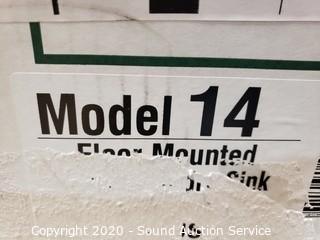 Model 14
Floor Mounted
Sink
Copyright 2020 - Sound Auction Service